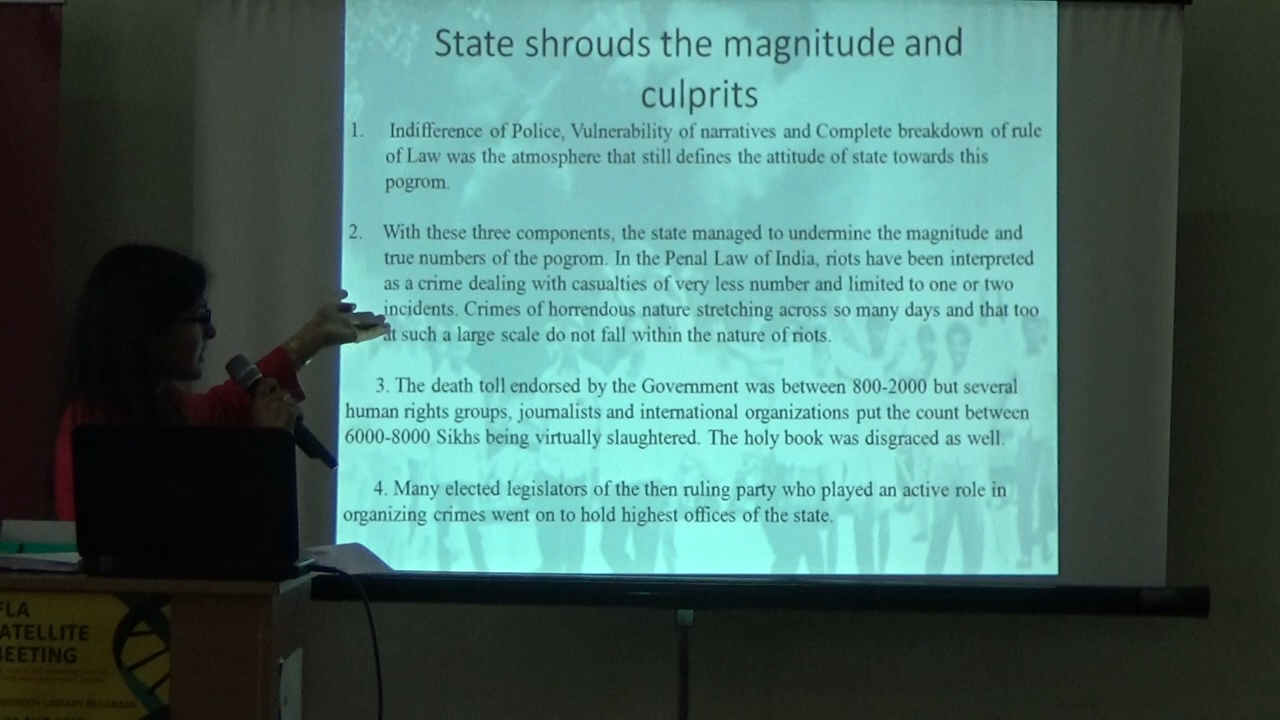 State shrouds the magnitude and
culprits
1. Indifference of Police, Vulnerability of narratives and Complete breakdown of rule
of Law was the atmosphere that still defines the attitude of state towards this
pogrom.
2. With these three components, the state managed to undermine the magnitude and
true numbers of the pogrom. In the Penal Law of India, riots have been interpreted
as a crime dealing with casualties of very less number and limited to one or two
incidents. Crimes of horrendous nature stretching across so many days and that too
at such a large scale do not fall within the nature of riots.
3. The death toll endorsed by the Government was between 800-2000 but several
human rights groups, journalists and international organizations put the count between
6000-8000 Sikhs being virtually slaughtered. The holy book was disgraced as well.
4. Many elected legislators of the then ruling party who played an active role in
organizing crimes went on to hold highest offices of the state.
FLA
ATELLITE
EETING
LIBRARY BELGRADE